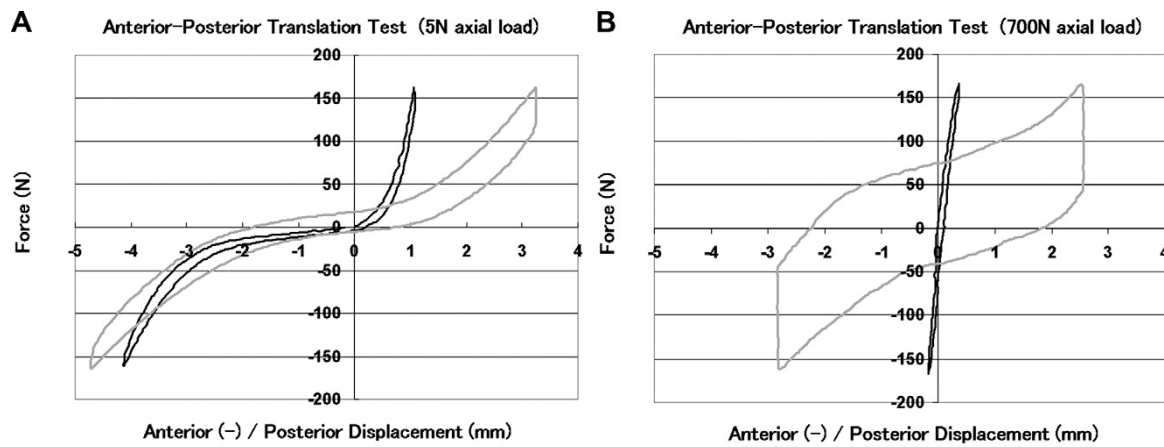 A
Anterior-Posterior Translation Test (5N axial load)
200
150
100
50
0
-50
-100
-150
-200
-5 -4 -3 -2 -1 0 1 2 3 4
Force (N)
Anterior (-) / Posterior Displacement (mm)
B
Anterior-Posterior Translation Test (700N axial load)
200
150
100
50
0
-50
-100
-150
-200
-5 -4 -3 -2 -1 0 1 2 3 4
Force (N)
Anterior (-) / Posterior Displacement (mm)